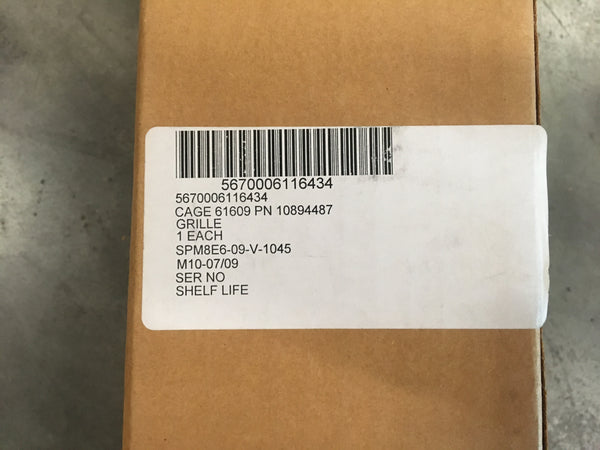 5670006116434
5670006116434
CAGE 61609 PN 10894487
GRILLE
1 EACH
SPM8E6-09-V-1045
M10-07/09
SER NO
SHELF LIFE